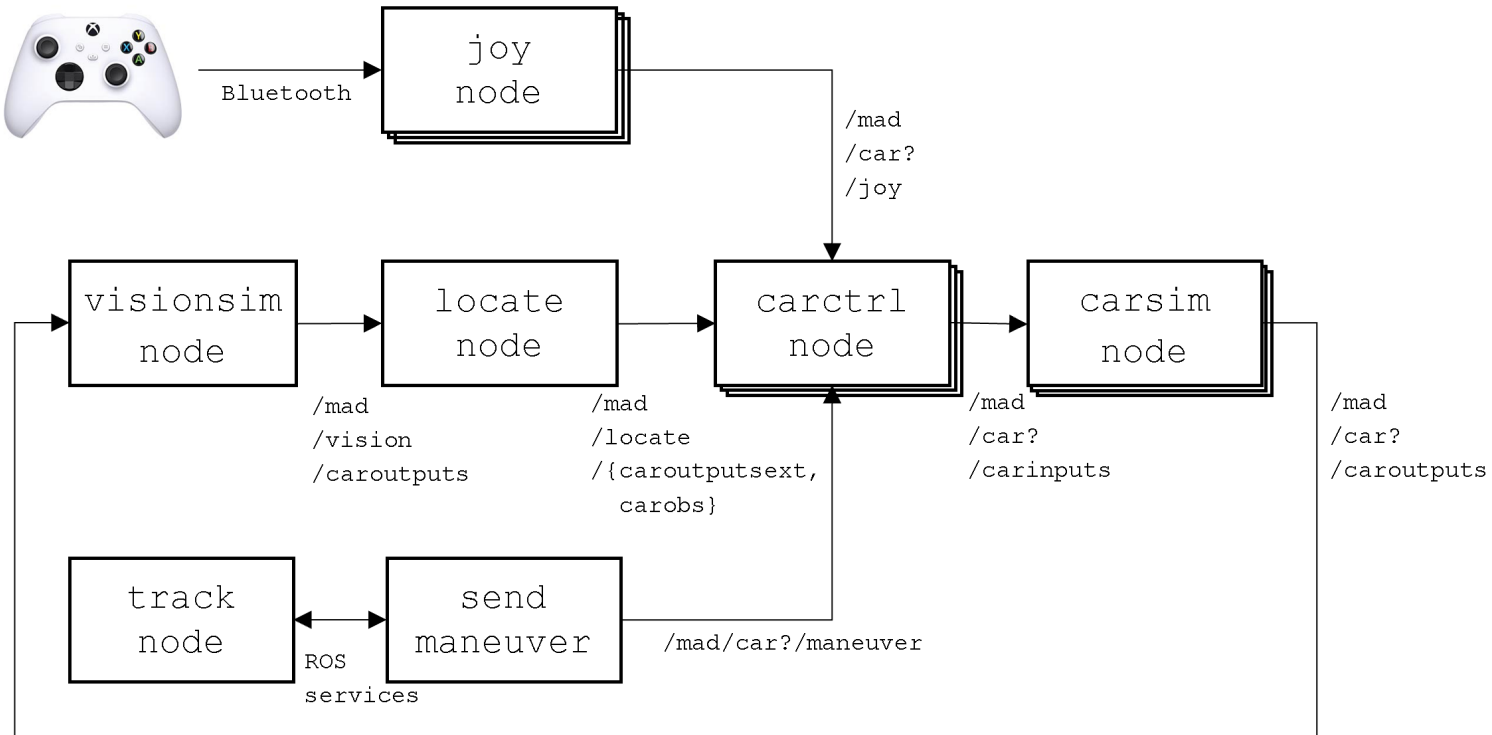 joy
node
Bluetooth
/mad
/car?
/joy
Y
X
A
visionsim
node
locate
node
carctrl
node
carsim
node
/mad
/vision
/caroutputs
/mad
/locate
/{caroutputsext,
carobs}
/mad
/car?
/carinputs
/mad
/car?
/caroutputs
track
node
send
maneuver
ROS
services
/mad/car?/maneuver